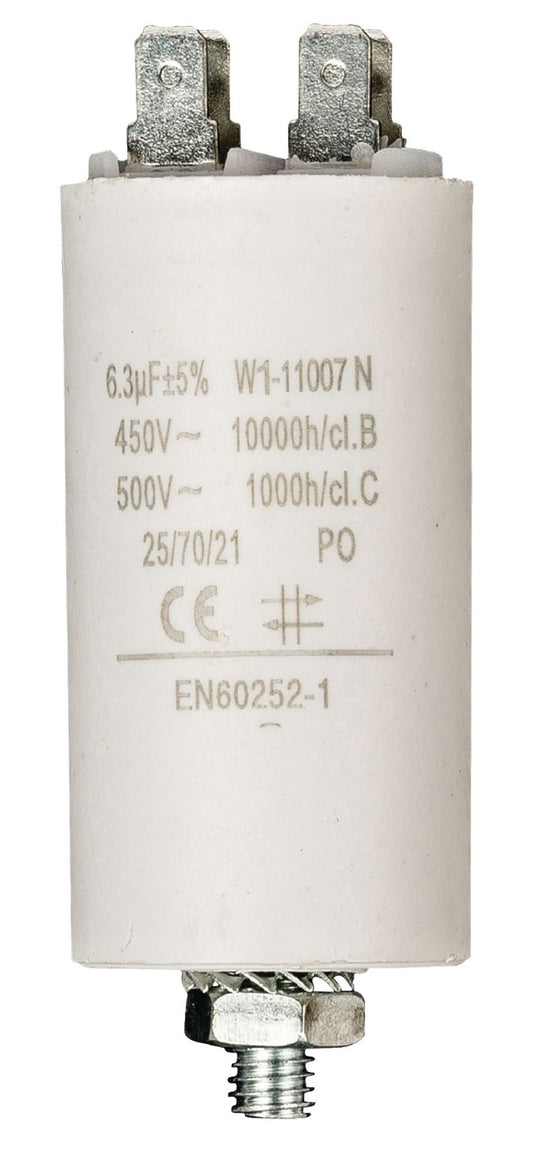 6.3µF±5% W1-11007 N
450V~ 10000h/cl.B
500V~ 1000h/cl.C
25/70/21 PO
CE
EN60252-1